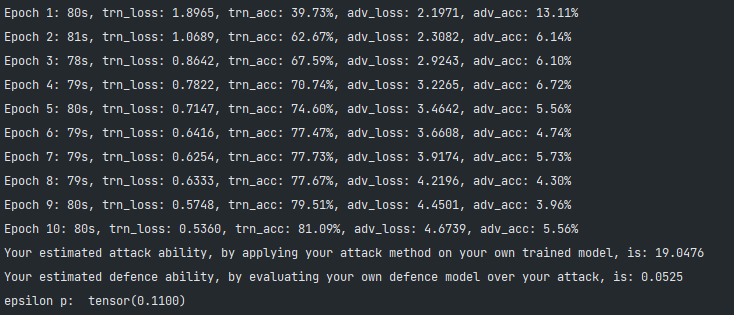 Epoch 1: 80s, trn_loss: 1.8965, trn_acc: 39.73%, adv_loss: 2.1971, adv_acc: 13.11%
Epoch 2: 81s, trn_loss: 1.0689, trn_acc: 62.67%, adv_loss: 2.3082, adv_acc: 6.14%
Epoch 3: 78s, trn_loss: 0.8642, trn_acc: 67.59%, adv_loss: 2.9243, adv_acc: 6.10%
Epoch 4: 79s, trn_loss: 0.7822, trn_acc: 70.74%, adv_loss: 3.2265, adv_acc: 6.72%
Epoch 5: 80s, trn_loss: 0.7147, trn_acc: 74.60%, adv_loss: 3.4642, adv_acc: 5.56%
Epoch 6: 79s, trn_loss: 0.6416, trn_acc: 77.47%, adv_loss: 3.6608, adv_acc: 4.74%
Epoch 7: 79s, trn_loss: 0.6254, trn_acc: 77.73%, adv_loss: 3.9174, adv_acc: 5.73%
Epoch 8: 79s, trn_loss: 0.6333, trn_acc: 77.67%, adv_loss: 4.2196, adv_acc: 4.30%
Epoch 9: 80s, trn_loss: 0.5748, trn_acc: 79.51%, adv_loss: 4.4501, adv_acc: 3.96%
Epoch 10: 80s, trn_loss: 0.5360, trn_acc: 81.09%, adv_loss: 4.6739, adv_acc: 5.56%
Your estimated attack ability, by applying your attack method on your own trained model, is: 19.0476
Your estimated defence ability, by evaluating your own defence model over your attack, is: 0.0525
epsilon p:  tensor(0.1100)